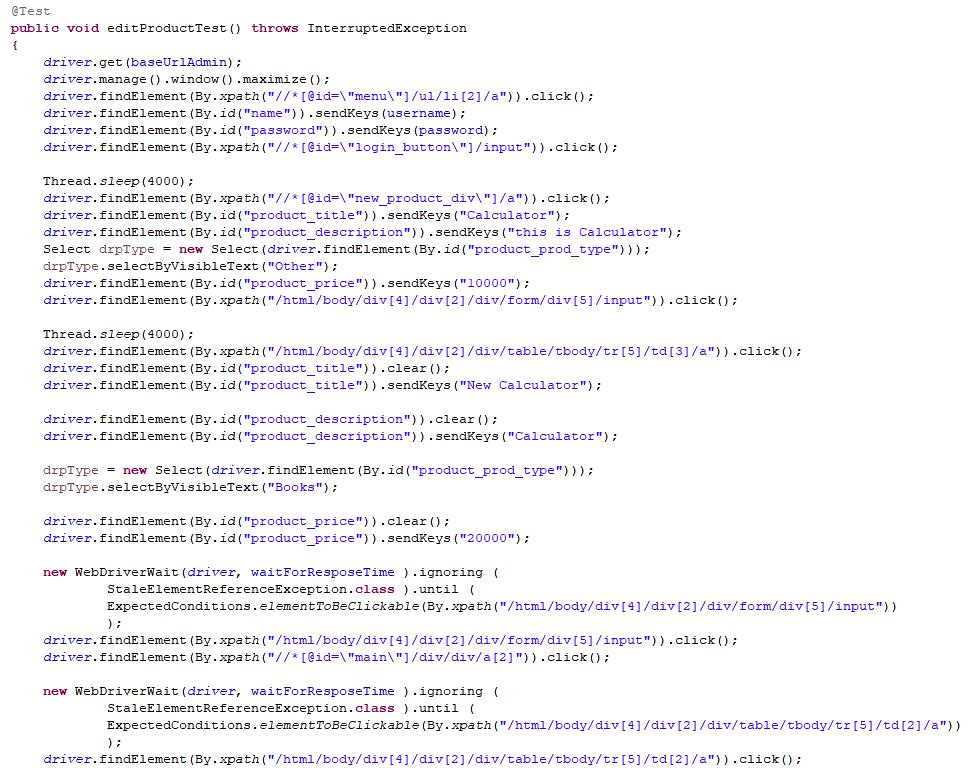 @Test
public void editProductTest() throws InterruptedException
{
driver.get(baseUrlAdmin);
driver.manage().window().maximize();
driver.findElement(By.xpath("//*[@id=\"menu\"]/ul/li[2]/a")).click();
driver.findElement(By.id("name")).sendKeys(username);
driver.findElement(By.id("password")).sendKeys(password);
driver.findElement(By.xpath("//*[@id=\"login_button\"]/input")).click();
Thread.sleep(4000);
driver.findElement(By.xpath("//*[@id=\"new_product_div\"]/a")).click();
driver.findElement(By.id("product_title")).sendKeys("Calculator");
driver.findElement(By.id("product_description")).sendKeys("this is Calculator");
Select drpType = new Select(driver.findElement(By.id("product_prod_type")));
drpType.selectByVisibleText("Other");
driver.findElement(By.id("product_price")).sendKeys("10000");
driver.findElement(By.xpath("/html/body/div[4]/div[2]/div/form/div[5]/input")).click();
Thread.sleep(4000);
driver.findElement(By.xpath("/html/body/div[4]/div[2]/div/table/tbody/tr[5]/td[3]/a")).click();
driver.findElement(By.id("product_title")).clear();
driver.findElement(By.id("product_title")).sendKeys("New Calculator");
driver.findElement(By.id("product_description")).clear();
driver.findElement(By.id("product_description")).sendKeys("Calculator");
drpType = new Select(driver.findElement(By.id("product_prod_type")));
drpType.selectByVisibleText("Books");
driver.findElement(By.id("product_price")).clear();
driver.findElement(By.id("product_price")).sendKeys("20000");
new WebDriverWait(driver, waitForResposeTime ).ignoring (
StaleElementReferenceException.class ).until (
ExpectedConditions.elementToBeClickable(By.xpath("/html/body/div[4]/div[2]/div/form/div[5]/input"))
);
driver.findElement(By.xpath("/html/body/div[4]/div[2]/div/form/div[5]/input")).click();
driver.findElement(By.xpath("//*[@id=\"main\"]/div/div/a[2]")).click();
new WebDriverWait(driver, waitForResposeTime ).ignoring (
StaleElementReferenceException.class ).until (
ExpectedConditions.elementToBeClickable(By.xpath("/html/body/div[4]/div[2]/div/table/tbody/tr[5]/td[2]/a"))
);
driver.findElement(By.xpath("/html/body/div[4]/div[2]/div/table/tbody/tr[5]/td[2]/a")).click();